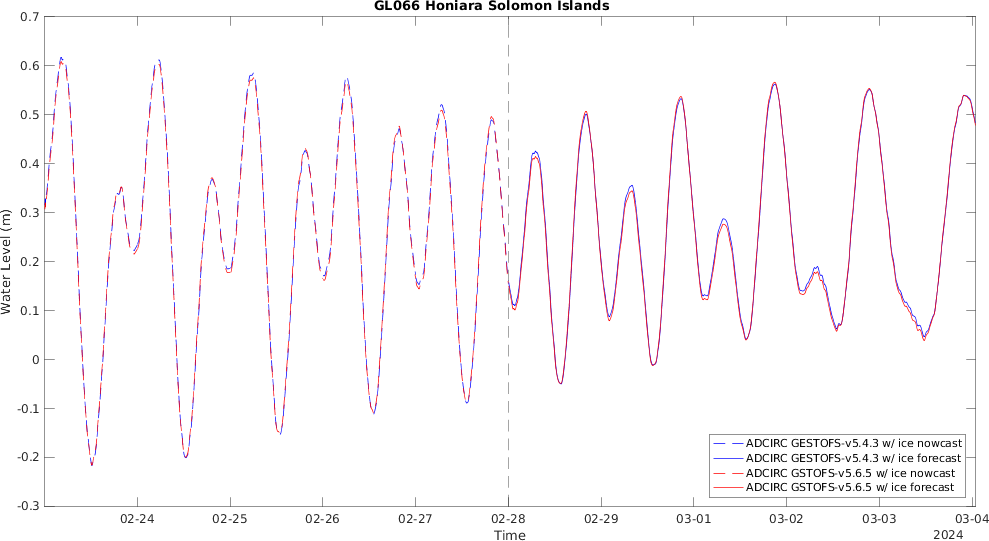 GL066 Honiara Solomon Islands
0.7
0.6
0.5
0.4
0.3
0.2
0.1
0
-0.1
-0.2
-0.3
Water Level (m)
ADCIRC GESTOFS-v5.4.3 w/ ice nowcast
ADCIRC GESTOFS-v5.4.3 w/ ice forecast
ADCIRC GSTOFS-v5.6.5 w/ ice nowcast
ADCIRC GSTOFS-v5.6.5 w/ ice forecast
02-24 02-25 02-26 02-27 02-28 02-29 03-01 03-02 03-03 03-04
Time
2024